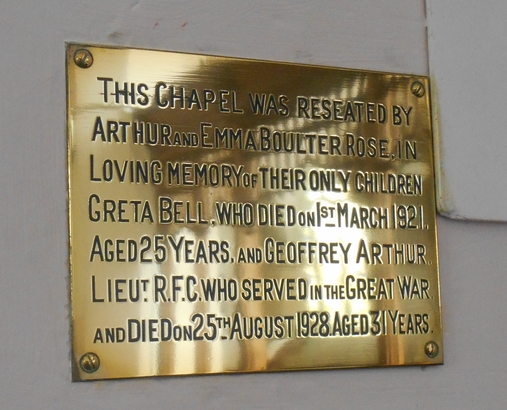 THIS CHAPEL WAS RESEATED BY
ARTHUR AND EMMA BOULTER ROSE, IN
LOVING MEMORY OF THEIR ONLY CHILDREN
GRETA BELL, WHO DIED ON 1ST MARCH 1921,
AGED 25 YEARS, AND GEOFFREY ARTHUR
LIEUT. R.F.C. WHO SERVED IN THE GREAT WAR
AND DIED ON 25TH AUGUST 1928. AGED 31 YEARS.